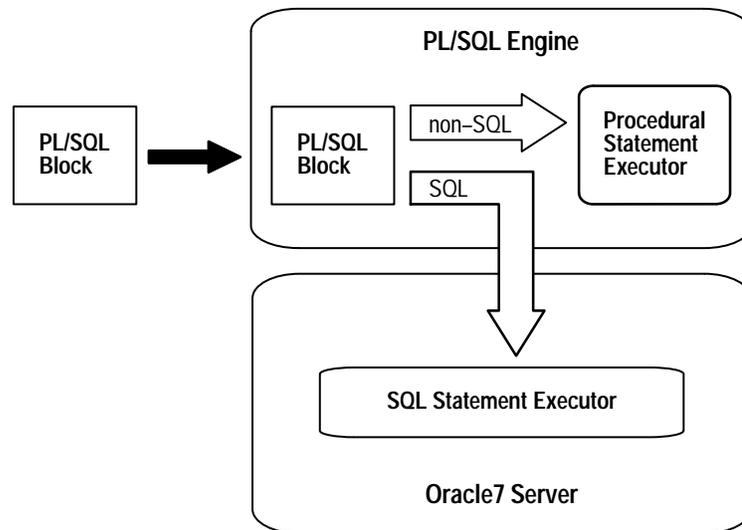 PL/SQL Engine
PL/SQL
Block
PL/SQL
Block
non–SQL
SQL
Procedural
Statement
Executor
SQL Statement Executor
Oracle7 Server